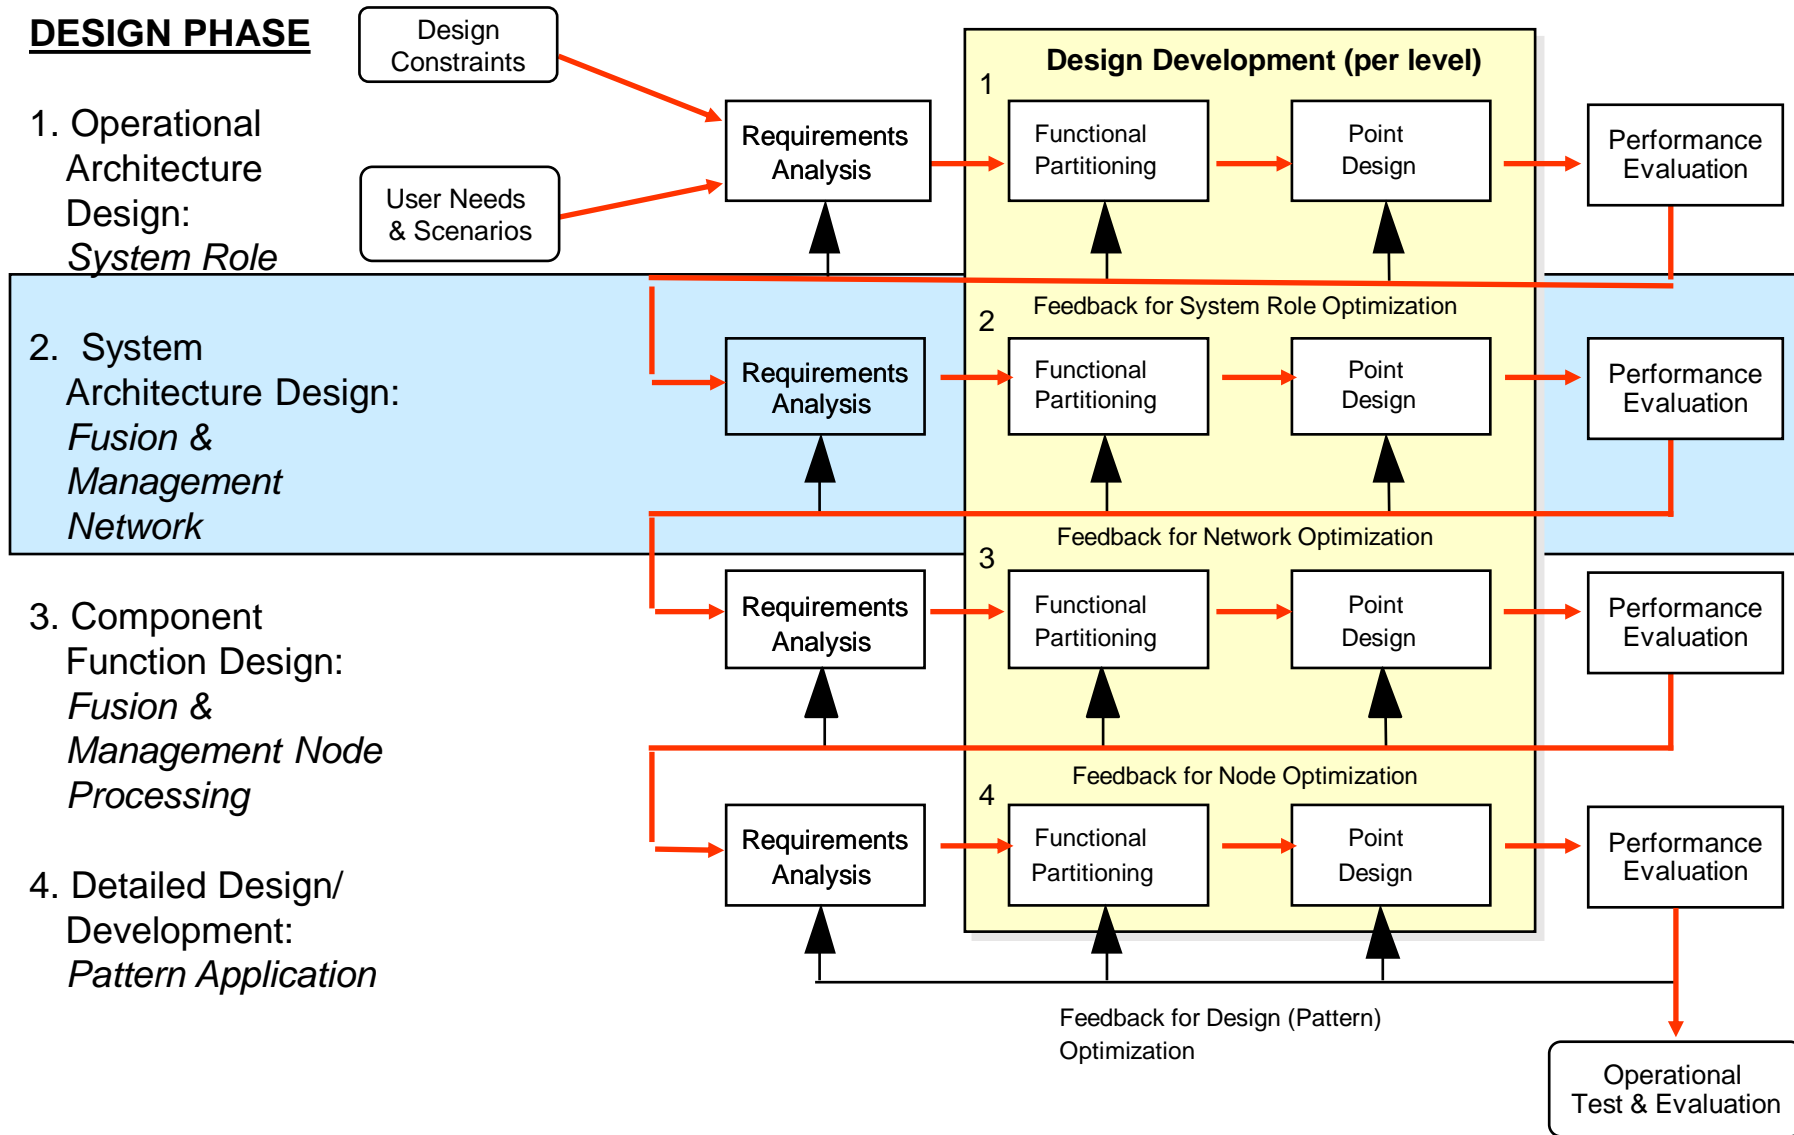 DESIGN PHASE
Design
Constraints
User Needs
& Scenarios
Design Development (per level)
1. Operational
Architecture
Design:
System Role
Requirements
Analysis
1
Functional
Partitioning
Point
Design
Performance
Evaluation
Feedback for System Role Optimization
2. System
Architecture Design:
Fusion &
Management
Network
Requirements
Analysis
2
Functional
Partitioning
Point
Design
Performance
Evaluation
Feedback for Network Optimization
3. Component
Function Design:
Fusion &
Management Node
Processing
Requirements
Analysis
3
Functional
Partitioning
Point
Design
Performance
Evaluation
Feedback for Node Optimization
4. Detailed Design/
Development:
Pattern Application
Requirements
Analysis
4
Functional
Partitioning
Point
Design
Performance
Evaluation
Feedback for Design (Pattern)
Optimization
Operational
Test & Evaluation